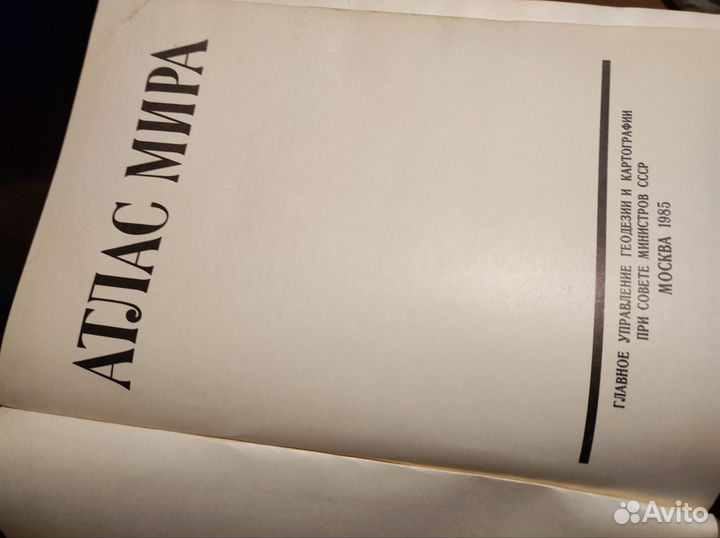 АТЛАС МИРА
ГЛАВНОЕ УПРАВЛЕНИЕ ГЕОДЕЗИИ И КАРТОГРАФИИ
ПРИ СОВЕТЕ МИНИСТРОВ СССР
МОСКВА 1985
Avito